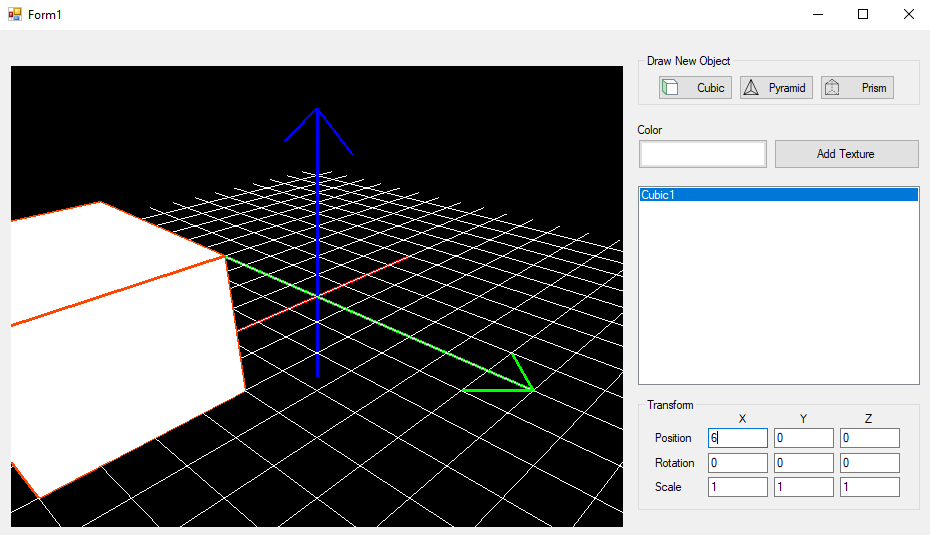 Form1
Draw New Object
Cubic Pyramid Prism
Color
Add Texture
Cubic1
Transform
X Y Z
Position 6 0 0
Rotation 0 0 0
Scale 1 1 1